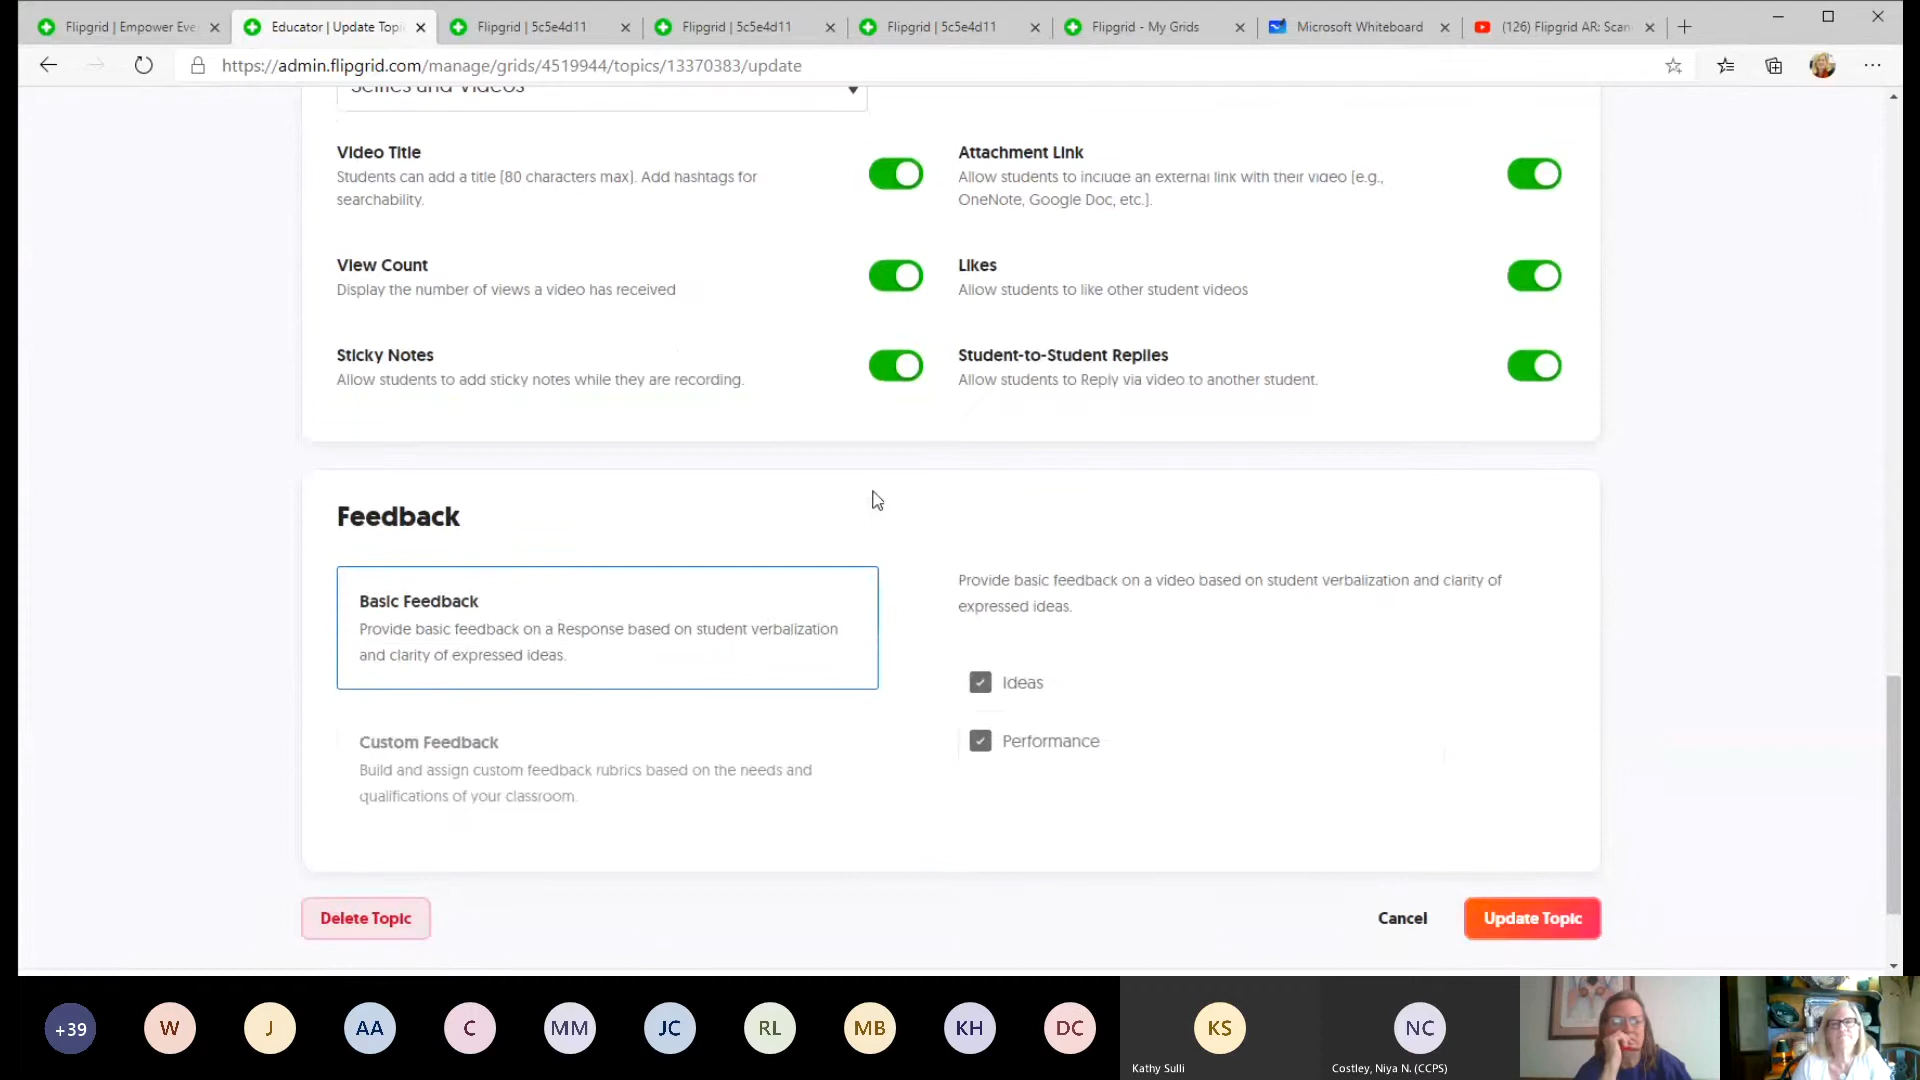 Flipgrid | Empower Eve
Educator | Update Topi
Flipgrid | 5c5e4d11
Flipgrid | 5c5e4d11
Flipgrid | 5c5e4d11
Flipgrid - My Grids
Microsoft Whiteboard
(126) Flipgrid AR: Scan
https://admin.flipgrid.com/manage/grids/4519944/topics/13370383/update
Selfies and Videos
Video Title
Students can add a title (80 characters max). Add hashtags for
searchability.
Attachment Link
Allow students to include an external link with their video (e.g.,
OneNote, Google Doc, etc.).
View Count
Display the number of views a video has received
Likes
Allow students to like other student videos
Sticky Notes
Allow students to add sticky notes while they are recording.
Student-to-Student Replies
Allow students to Reply via video to another student.
Feedback
Basic Feedback
Provide basic feedback on a Response based on student verbalization
and clarity of expressed ideas.
Provide basic feedback on a video based on student verbalization and clarity of
expressed ideas.
Ideas
Performance
Custom Feedback
Build and assign custom feedback rubrics based on the needs and
qualifications of your classroom.
Delete Topic
Cancel
Update Topic
+39
W
J
AA
C
MM
JC
RL
MB
KH
DC
KS
Kathy Sulli
NC
Costley, Niya N. (CCPS)